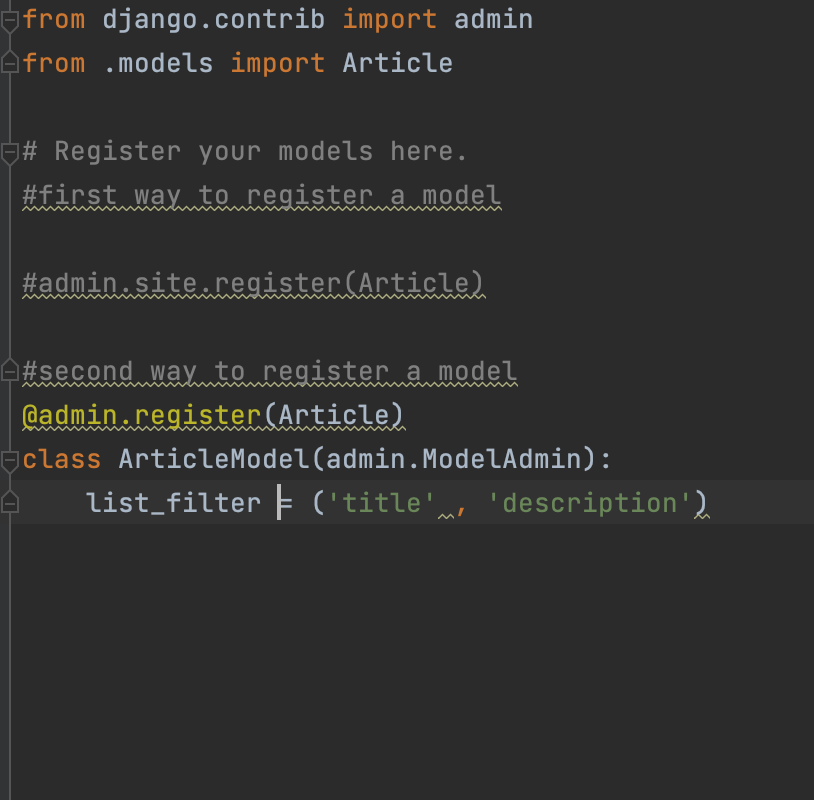 from django.contrib import admin
from .models import Article
# Register your models here.
#first way to register a model
#admin.site.register(Article)
#second way to register a model
@admin.register(Article)
class ArticleModel(admin.ModelAdmin):
    list_filter = ('title' , 'description')